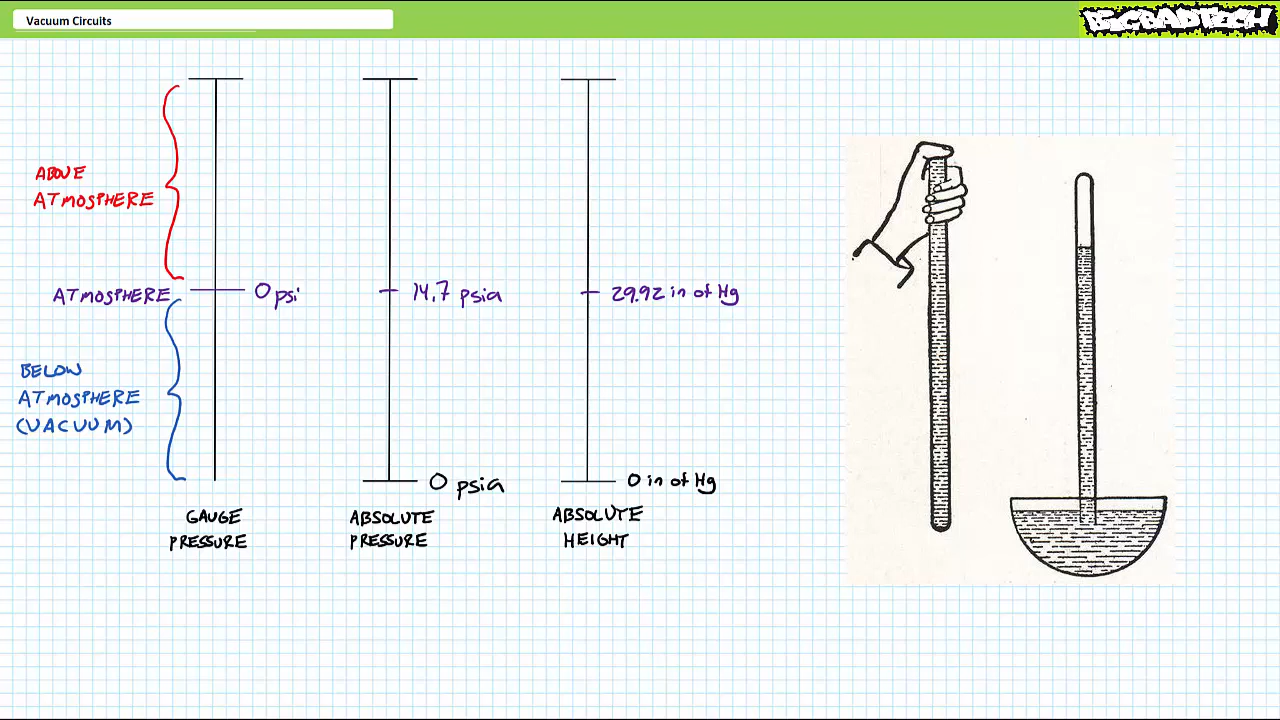 Vacuum Circuits
BIGBADTECH
ABOVE
ATMOSPHERE
ATMOSPHERE
0 psi
14.7 psia
29.92 in of Hg
BELOW
ATMOSPHERE
(VACUUM)
0 psia
0 in of Hg
GAUGE
PRESSURE
ABSOLUTE
PRESSURE
ABSOLUTE
HEIGHT